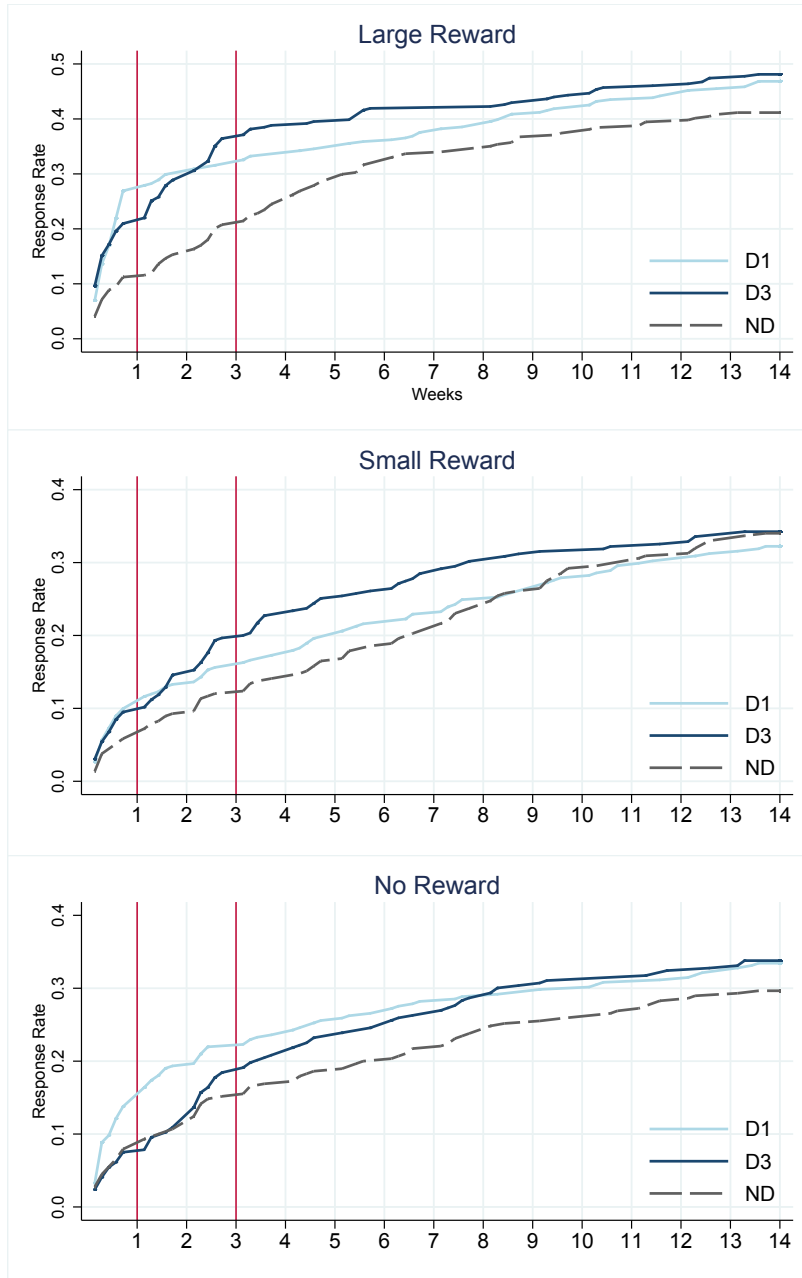 Large Reward
Response Rate
0.5
0.4
0.3
0.2
0.1
0.0
D1
D3
ND
1 2 3 4 5 6 7 8 9 10 11 12 13 14
Weeks
Small Reward
Response Rate
0.4
0.3
0.2
0.1
0.0
D1
D3
ND
1 2 3 4 5 6 7 8 9 10 11 12 13 14
No Reward
Response Rate
0.4
0.3
0.2
0.1
0.0
D1
D3
ND
1 2 3 4 5 6 7 8 9 10 11 12 13 14